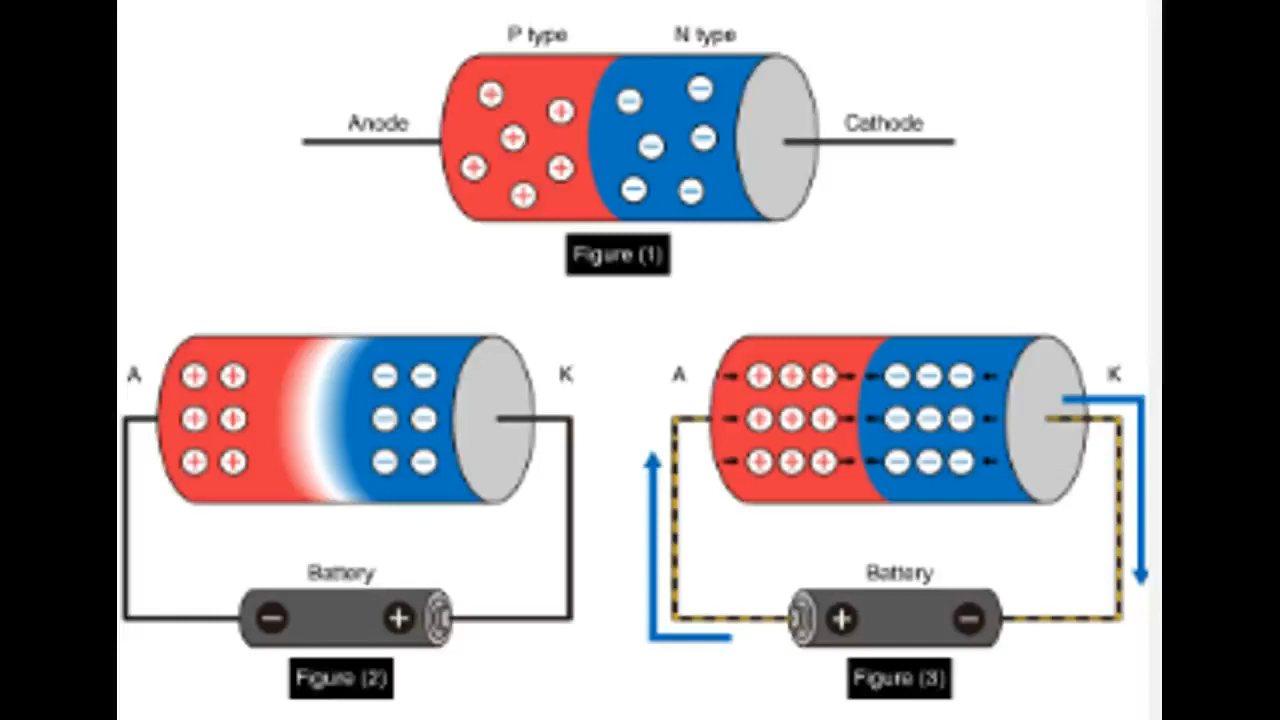 P type N type
Anode Cathode
Figure (1)
A K A K
Battery Battery
Figure (2) Figure (3)